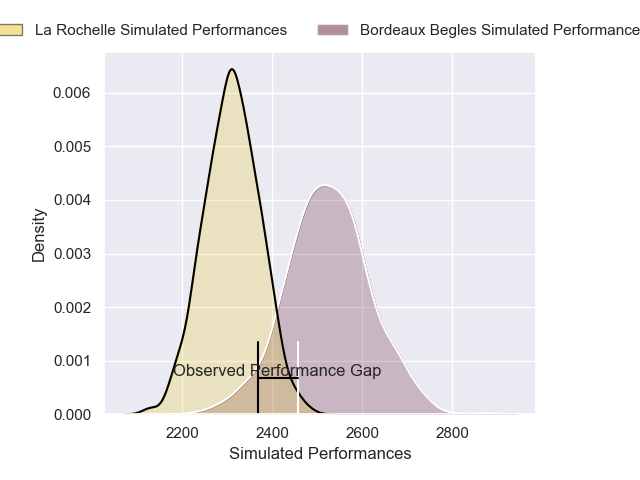 La Rochelle Simulated Performances
Bordeaux Begles Simulated Performance
0.006
0.005
0.004
0.003
0.002
0.001
0.000
Density
Observed Performance Gap
2200
2400
2600
2800
Simulated Performances